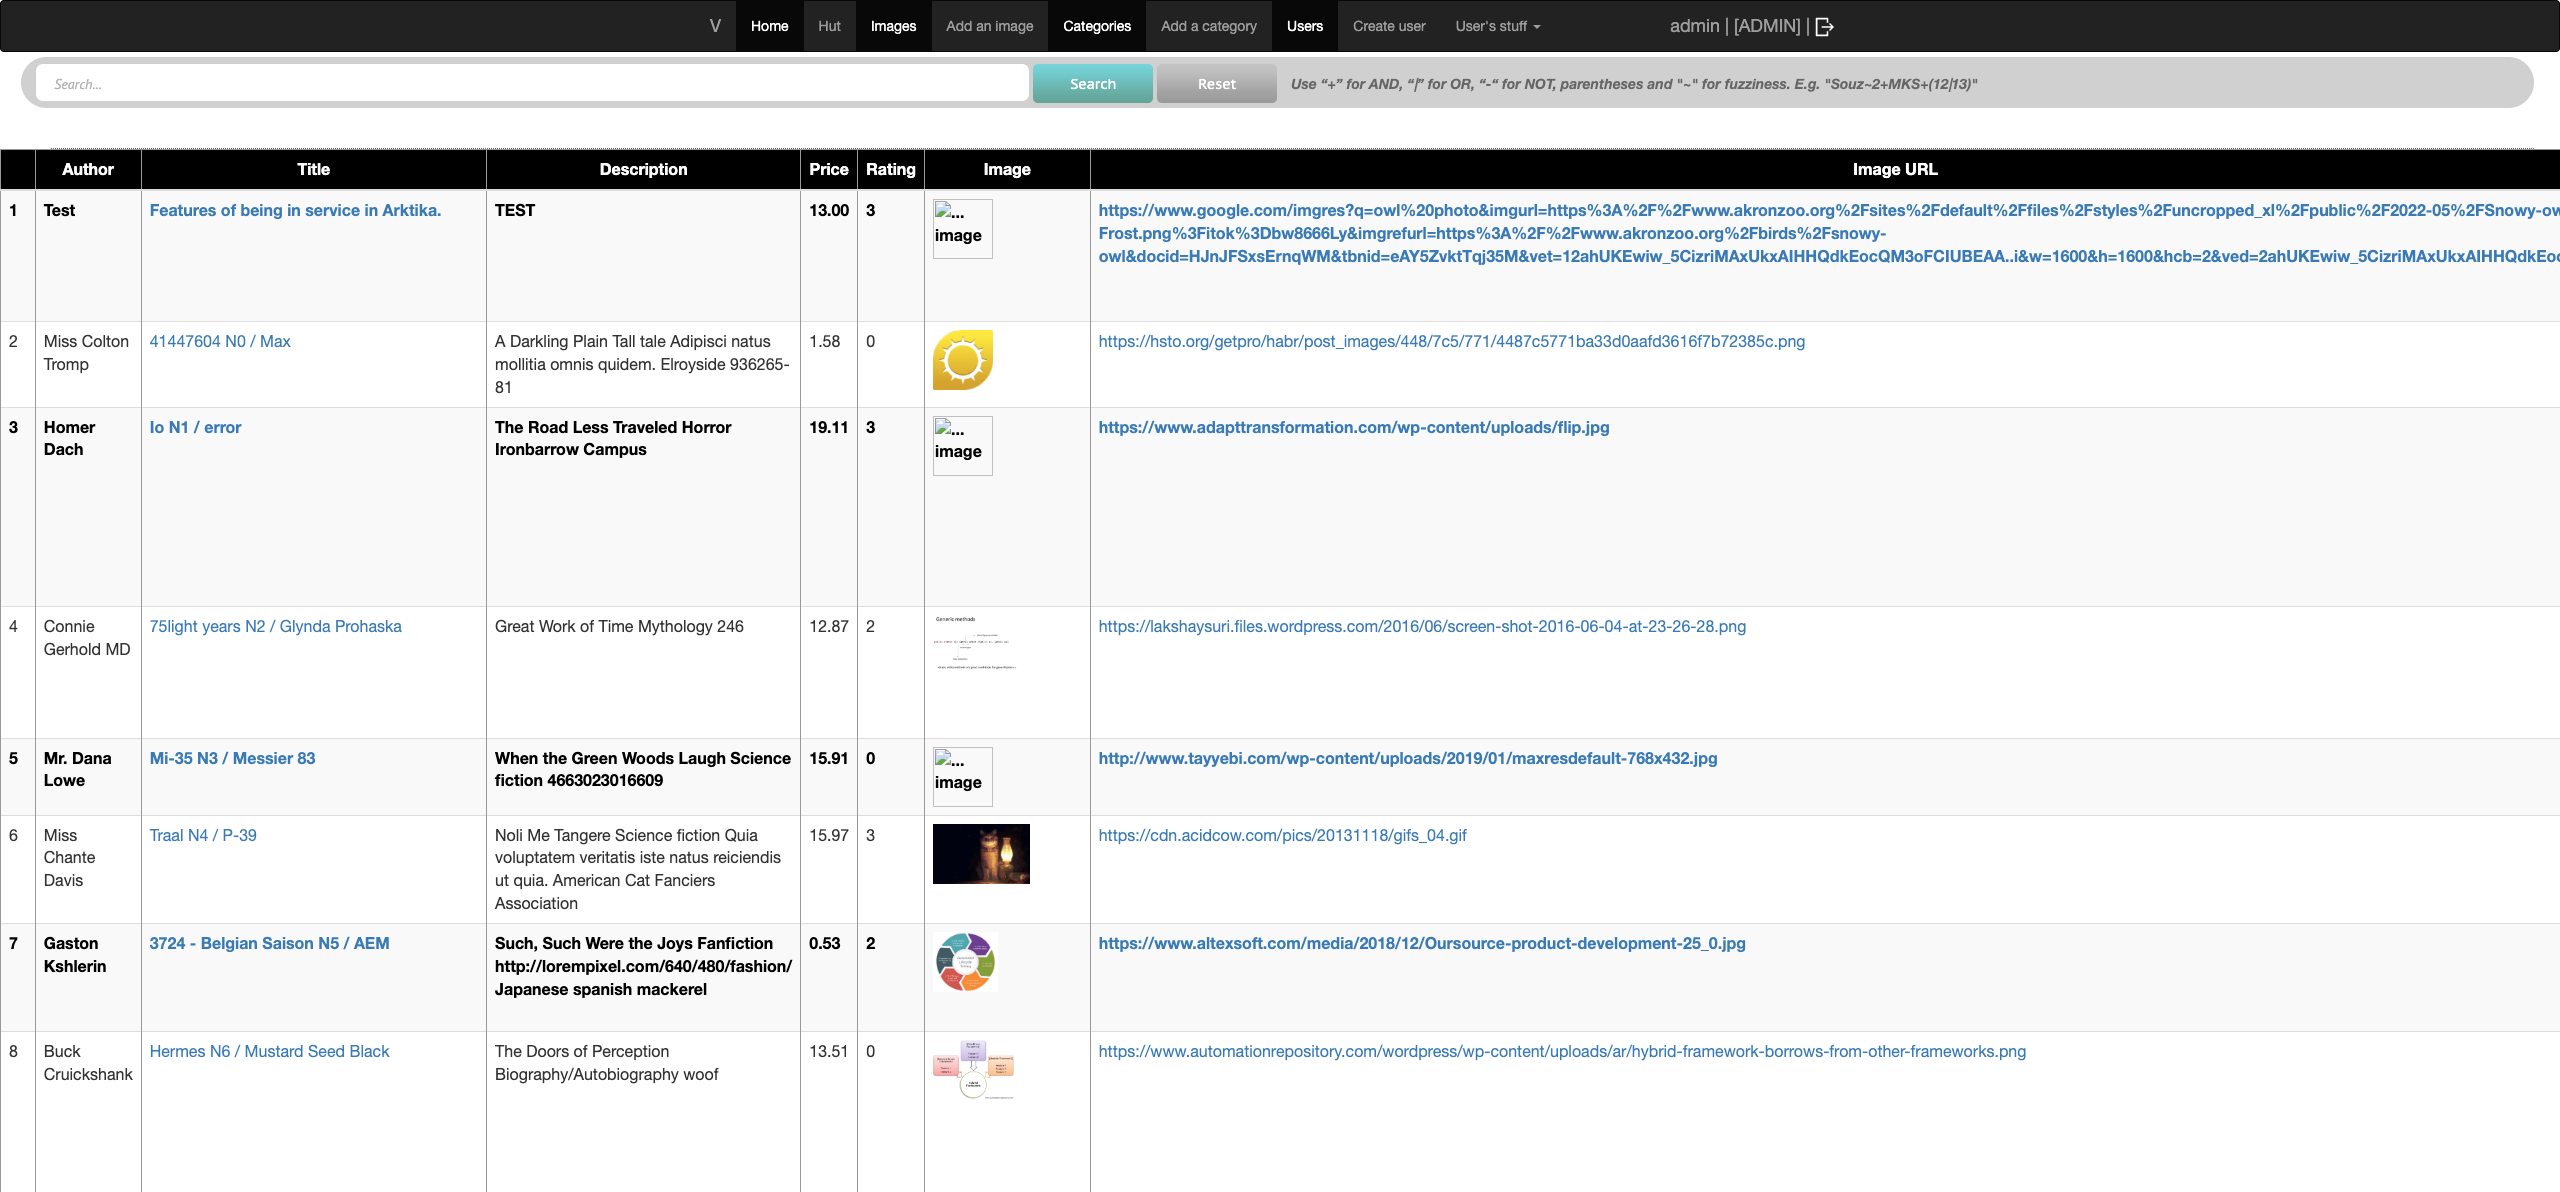 V Home Hut Images Add an image Categories Add a category Users Create user User's stuff admin | [ADMIN] |
Search... Search Reset Use “+” for AND, “|” for OR, “-“ for NOT, parentheses and "~" for fuzziness. E.g. "Souz~2+MKS+(12|13)"
Author Title Description Price Rating Image Image URL
1 Test Features of being in service in Arktika. TEST 13.00 3 ... https://www.google.com/imgres?q=owl%20photo&imgurl=https%3A%2F%2Fwww.akronzoo.org%2Fsites%2Fdefault%2Ffiles%2Fstyles%2Funcropped_xl%2Fpublic%2F2022-05%2FSnowy-ow
image Frost.png%3Fitok%3Dbw8666Ly&imgrefurl=https%3A%2F%2Fwww.akronzoo.org%2Fbirds%2Fsnowy-
owl&docid=HJnJFSxsErnqWM&tbnid=eAY5ZvktTqj35M&vet=12ahUKEwiw_5CizriMAxUkxAIHHQdkEocQM3oFCIUBEAA..i&w=1600&h=1600&hcb=2&ved=2ahUKEwiw_5CizriMAxUkxAIHHQdkEoc
2 Miss Colton 41447604 N0 / Max A Darkling Plain Tall tale Adipisci natus 1.58 0 https://hsto.org/getpro/habr/post_images/448/7c5/771/4487c5771ba33d0aafd3616f7b72385c.png
Tromp mollitia omnis quidem. Elroyside 936265-
81
3 Homer Io N1 / error The Road Less Traveled Horror 19.11 3 ... https://www.adapttransformation.com/wp-content/uploads/flip.jpg
Dach Ironbarrow Campus image
4 Connie 75light years N2 / Glynda Prohaska Great Work of Time Mythology 246 12.87 2 Generic methods https://lakshaysuri.files.wordpress.com/2016/06/screen-shot-2016-06-04-at-23-26-28.png
Gerhold MD
5 Mr. Dana Mi-35 N3 / Messier 83 When the Green Woods Laugh Science 15.91 0 ... http://www.tayyebi.com/wp-content/uploads/2019/01/maxresdefault-768x432.jpg
Lowe fiction 4663023016609 image
6 Miss Traal N4 / P-39 Noli Me Tangere Science fiction Quia 15.97 3 https://cdn.acidcow.com/pics/20131118/gifs_04.gif
Chante voluptatem veritatis iste natus reiciendis
Davis ut quia. American Cat Fanciers
Association
7 Gaston 3724 - Belgian Saison N5 / AEM Such, Such Were the Joys Fanfiction 0.53 2 https://www.altexsoft.com/media/2018/12/Oursource-product-development-25_0.jpg
Kshlerin http://lorempixel.com/640/480/fashion/
Japanese spanish mackerel
8 Buck Hermes N6 / Mustard Seed Black The Doors of Perception 13.51 0 https://www.automationrepository.com/wordpress/wp-content/uploads/ar/hybrid-framework-borrows-from-other-frameworks.png
Cruickshank Biography/Autobiography woof